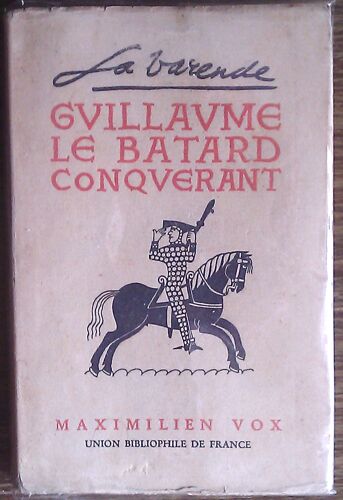 La Varende
GVILLAVME
LE BATARD
CONQVERANT
MAXIMILIEN VOX
UNION BIBLIOPHILE DE FRANCE